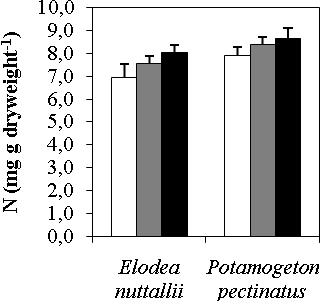 N (mg g dryweight-1)
10,0
9,0
8,0
7,0
6,0
5,0
4,0
3,0
2,0
1,0
0,0
Elodea
nuttallii
Potamogeton
pectinatus